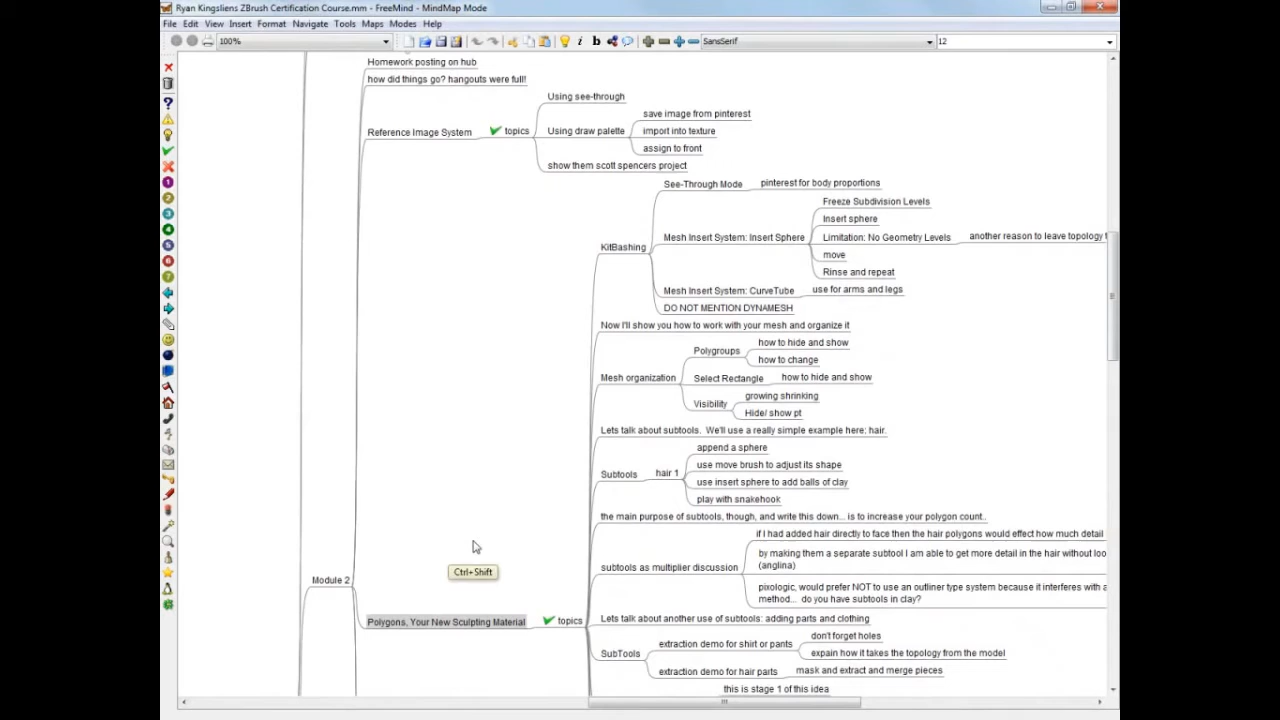 Ryan Kingsliens ZBrush Certification Course.mm - FreeMind - MindMap Mode
File Edit View Insert Format Navigate Tools Maps Modes Help
100%
SansSerif
12
Homework posting on hub
how did things go? hangouts were full!
Using see-through
save image from pinterest
Reference Image System
topics
Using draw palette
import into texture
assign to front
show them scott spencers project
See-Through Mode
pinterest for body proportions
Freeze Subdivision Levels
Insert sphere
KitBashing
Mesh Insert System: Insert Sphere
Limitation: No Geometry Levels
another reason to leave topology
move
Rinse and repeat
Mesh Insert System: CurveTube
use for arms and legs
DO NOT MENTION DYNAMESH
Now I'll show you how to work with your mesh and organize it
Polygroups
how to hide and show
how to change
Mesh organization
Select Rectangle
how to hide and show
Visibility
growing shrinking
Hide/ show pt
Lets talk about subtools. We'll use a really simple example here; hair.
append a sphere
Subtools
hair 1
use move brush to adjust its shape
use insert sphere to add balls of clay
play with snakehook
the main purpose of subtools, though, and write this down... is to increase your polygon count..
if I had added hair directly to face then the hair polygons would effect how much detail
subtools as multiplier discussion
by making them a separate subtool I am able to get more detail in the hair without loo
(anglina)
pixologic, would prefer NOT to use an outliner type system because it interferes with a
method... do you have subtools in clay?
Ctrl+Shift
Module 2
Polygons, Your New Sculpting Material
topics
Lets talk about another use of subtools: adding parts and clothing
SubTools
extraction demo for shirt or pants
don't forget holes
expain how it takes the topology from the model
extraction demo for hair parts
mask and extract and merge pieces
this is stage 1 of this idea